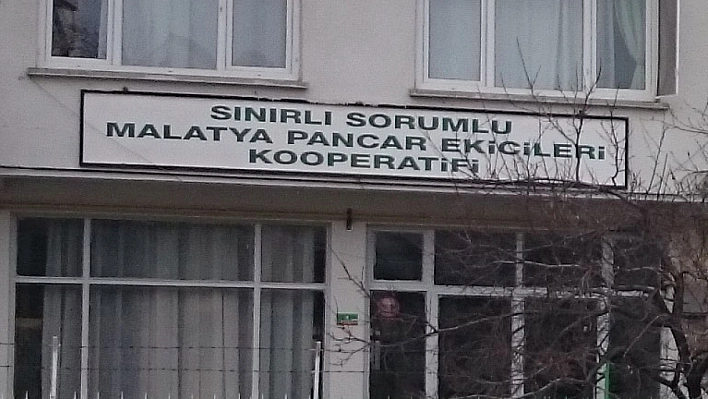 SINIRLI SORUMLU
MALATYA PANCAR EKİCİLERİ
KOOPERATİFİ